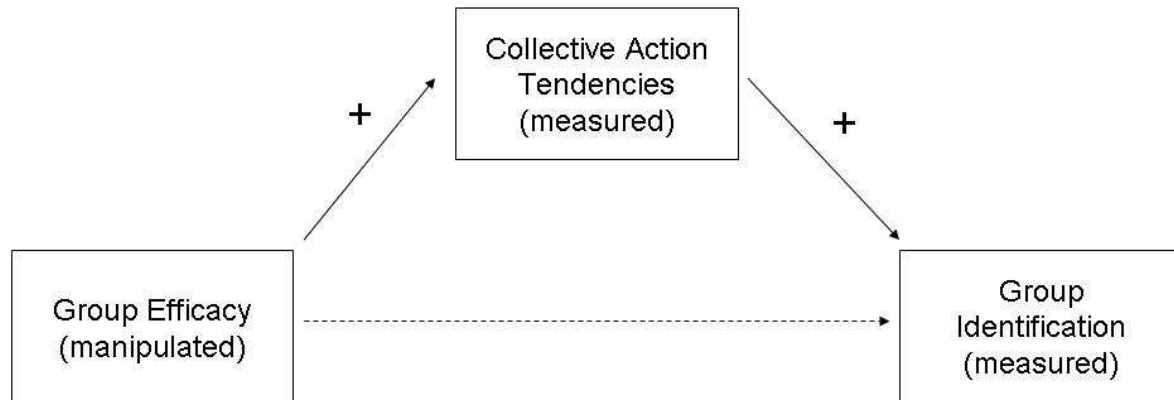 Collective Action
Tendencies
(measured)
+
+
Group Efficacy
(manipulated)
Group
Identification
(measured)